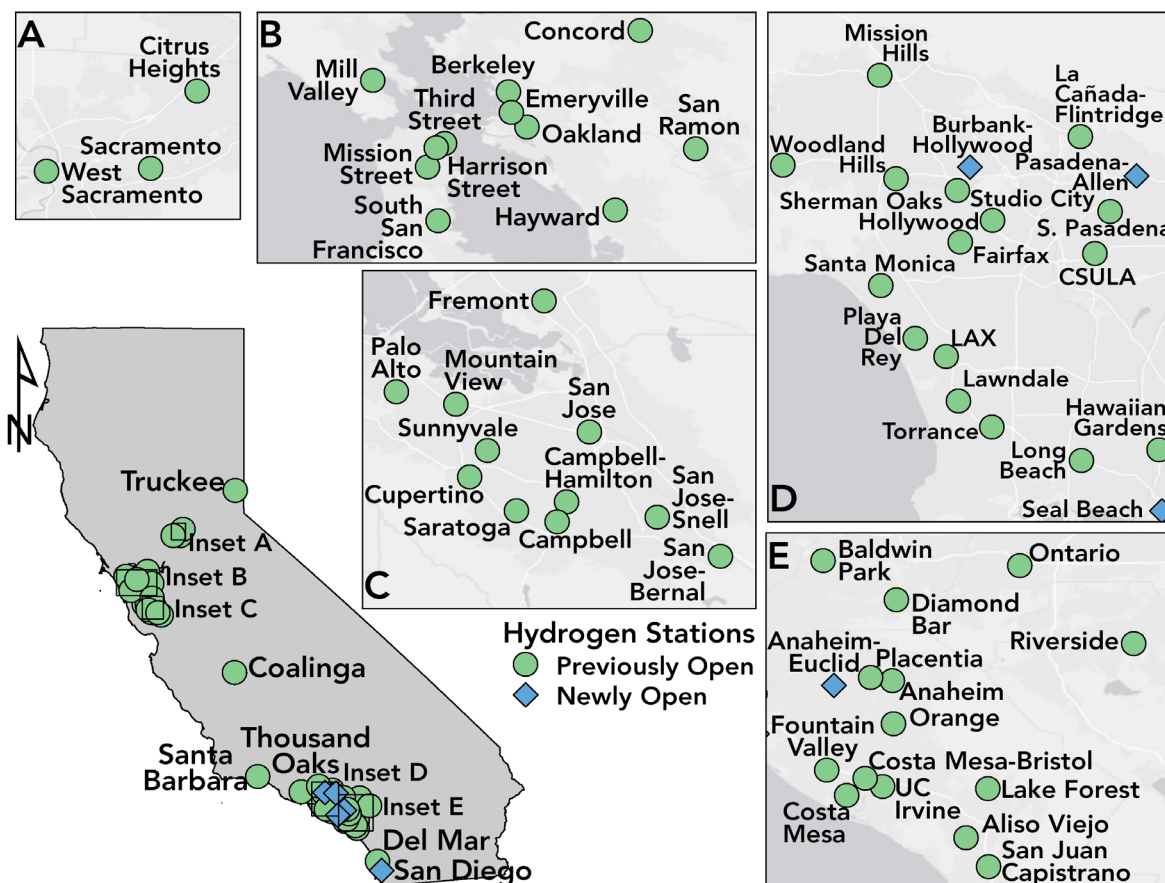 A
Citrus
Heights
Sacramento
West
Sacramento
B
Concord
Mill
Valley
Berkeley
Third
Street
Emeryville
Oakland
San
Ramon
Mission
Street
Harrison
Street
South
San
Francisco
Hayward
C
Fremont
Palo
Alto
Mountain
View
San
Jose
Sunnyvale
Campbell-
Hamilton
Cupertino
Saratoga
Campbell
San
Jose-
Snell
San
Jose-
Bernal
D
Mission
Hills
La
Cañada-
Flintridge
Burbank-
Hollywood
Woodland
Hills
Pasadena-
Allen
Sherman Oaks
Studio City
Hollywood
S. Pasadena
Fairfax
CSULA
Santa Monica
Playa
Del
Rey
LAX
Lawndale
Torrance
Hawaiian
Gardens
Long
Beach
Seal Beach
E
Baldwin
Park
Ontario
Diamond
Bar
Riverside
Anaheim-
Euclid
Placentia
Anaheim
Orange
Fountain
Valley
Costa Mesa-Bristol
UC
Irvine
Lake Forest
Costa
Mesa
Aliso Viejo
San Juan
Capistrano
N
Truckee
Inset A
Inset B
Inset C
Coalinga
Thousand
Oaks
Santa
Barbara
Inset D
Inset E
Del Mar
San Diego
Hydrogen Stations
Previously Open
Newly Open